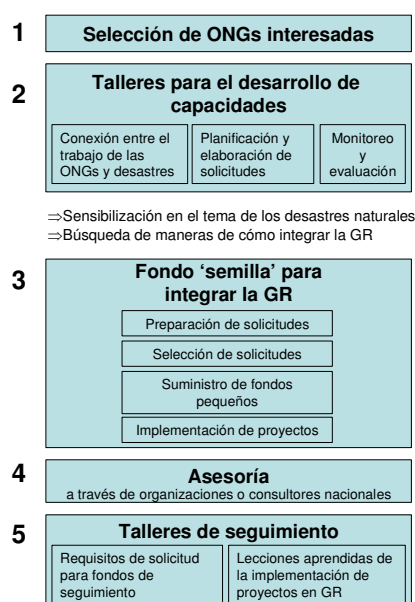 1
Selección de ONGs interesadas
2
Talleres para el desarrollo de
capacidades
Conexión entre el
trabajo de las
ONGs y desastres
Planificación y
elaboración de
solicitudes
Monitoreo
y
evaluación
⇒Sensibilización en el tema de los desastres naturales
⇒Búsqueda de maneras de cómo integrar la GR
3
Fondo ‘semilla’ para
integrar la GR
Preparación de solicitudes
Selección de solicitudes
Suministro de fondos
pequeños
Implementación de proyectos
4
Asesoría
a través de organizaciones o consultores nacionales
5
Talleres de seguimiento
Requisitos de solicitud
para fondos de
seguimiento
Lecciones aprendidas de
la implementación de
proyectos en GR